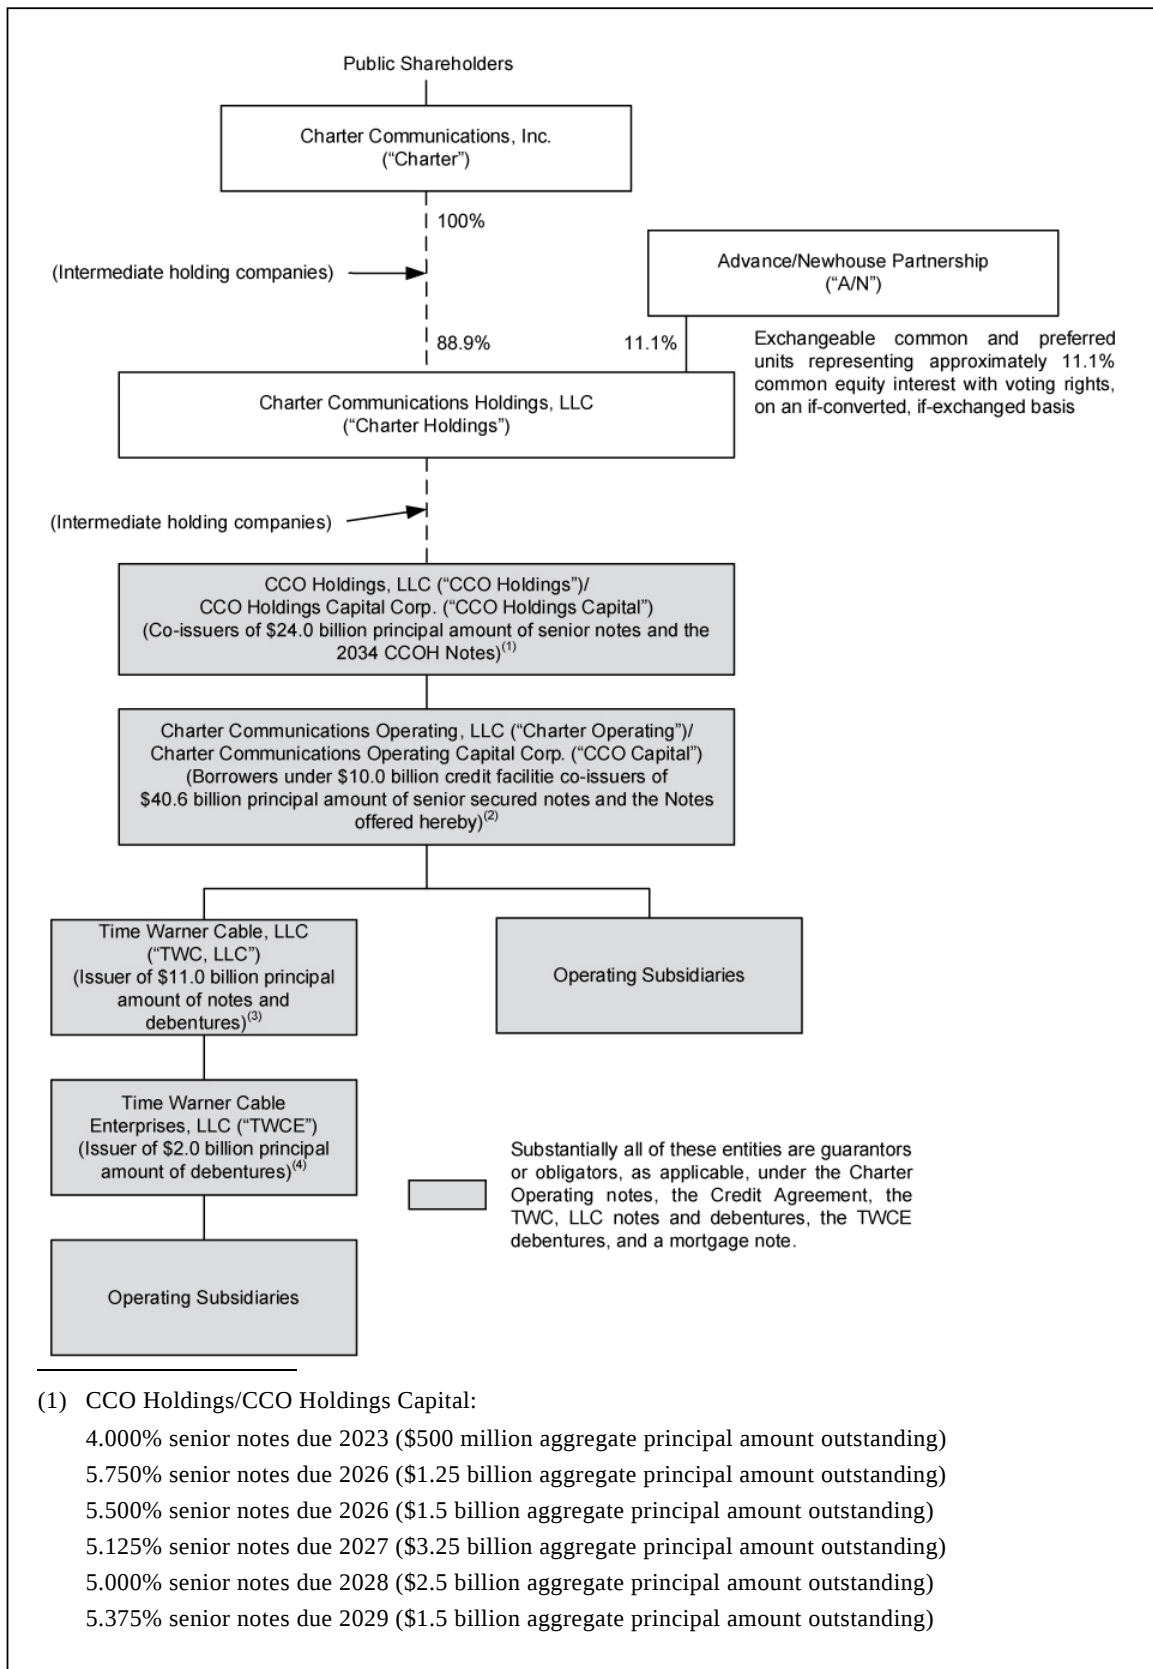 Public Shareholders
Charter Communications, Inc.
(“Charter”)
100%
(Intermediate holding companies)
Advance/Newhouse Partnership
(“A/N”)
88.9%
11.1%
Exchangeable common and preferred
units representing approximately 11.1%
common equity interest with voting rights,
on an if-converted, if-exchanged basis
Charter Communications Holdings, LLC
(“Charter Holdings”)
(Intermediate holding companies)
CCO Holdings, LLC (“CCO Holdings”)/
CCO Holdings Capital Corp. (“CCO Holdings Capital”)
(Co-issuers of $24.0 billion principal amount of senior notes and the
2034 CCOH Notes)(1)
Charter Communications Operating, LLC (“Charter Operating”)/
Charter Communications Operating Capital Corp. (“CCO Capital”)
(Borrowers under $10.0 billion credit facilitie co-issuers of
$40.6 billion principal amount of senior secured notes and the Notes
offered hereby)(2)
Time Warner Cable, LLC
(“TWC, LLC”)
(Issuer of $11.0 billion principal
amount of notes and
debentures)(3)
Operating Subsidiaries
Time Warner Cable
Enterprises, LLC (“TWCE”)
(Issuer of $2.0 billion principal
amount of debentures)(4)
Substantially all of these entities are guarantors
or obligators, as applicable, under the Charter
Operating notes, the Credit Agreement, the
TWC, LLC notes and debentures, the TWCE
debentures, and a mortgage note.
Operating Subsidiaries
(1) CCO Holdings/CCO Holdings Capital:
4.000% senior notes due 2023 ($500 million aggregate principal amount outstanding)
5.750% senior notes due 2026 ($1.25 billion aggregate principal amount outstanding)
5.500% senior notes due 2026 ($1.5 billion aggregate principal amount outstanding)
5.125% senior notes due 2027 ($3.25 billion aggregate principal amount outstanding)
5.000% senior notes due 2028 ($2.5 billion aggregate principal amount outstanding)
5.375% senior notes due 2029 ($1.5 billion aggregate principal amount outstanding)